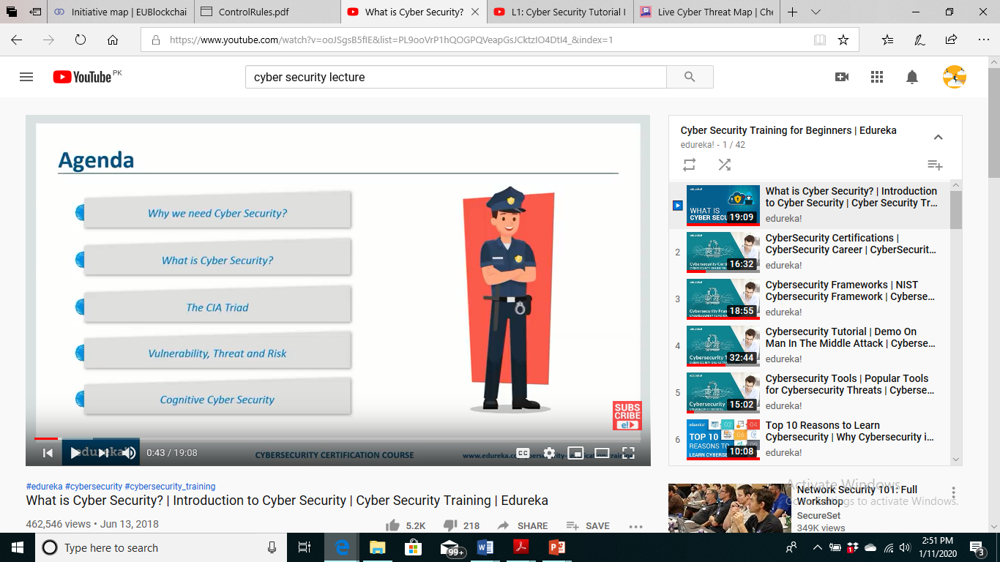 Initiative map | EUBlockchai
ControlRules.pdf
What is Cyber Security?
L1: Cyber Security Tutorial I
Live Cyber Threat Map | Che
https://www.youtube.com/watch?v=ooJSgsB5fIE&list=PL9ooVrP1hQOGPQVeapGsJCktzIO4DtI4_&index=1
YouTube PK
cyber security lecture
Agenda
Why we need Cyber Security?
What is Cyber Security?
The CIA Triad
Vulnerability, Threat and Risk
Cognitive Cyber Security
SUBS
CRIBE
e!
edureka!
0:43 / 19:08
CYBERSECURITY CERTIFICATION COURSE
CC
#edureka #cybersecurity #cybersecurity_training
What is Cyber Security? | Introduction to Cyber Security | Cyber Security Training | Edureka
462,546 views • Jun 13, 2018
5.2K
218
SHARE
SAVE
Cyber Security Training for Beginners | Edureka
edureka! - 1 / 42
WHAT IS
19:09
What is Cyber Security? | Introduction
to Cyber Security | Cyber Security Tr...
edureka!
2
16:32
CyberSecurity Certifications |
CyberSecurity Career | CyberSecurit...
edureka!
3
18:55
Cybersecurity Frameworks | NIST
Cybersecurity Framework | Cyberse...
edureka!
4
32:44
Cybersecurity Tutorial | Demo On
Man In The Middle Attack | Cyberse...
edureka!
5
15:02
Cybersecurity Tools | Popular Tools
for Cybersecurity Threats | Cyberse...
edureka!
6
TOP 10
REASONS TO
10:08
Top 10 Reasons to Learn
Cybersecurity | Why Cybersecurity i...
edureka!
Network Security 101: Full
Workshop
SecureSet
349K views
Activate Windows
Go to Settings to activate Windows.
Type here to search
99+
2:51 PM
1/11/2020
3